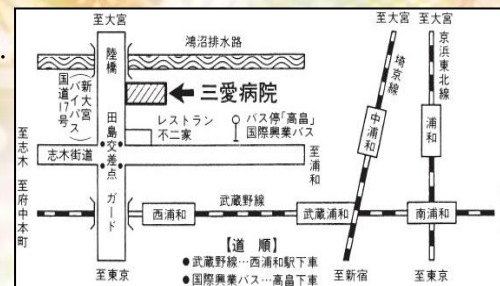 至大宮
至大宮
至大宮
鴻沼排水路
陸橋
新大宮
バイパス
国道17号
三愛病院
埼京線
京浜東北線
レストラン
不二家
バス停「高畠」
国際興業バス
田島交差点
中浦和
浦和
至志木
志木街道
至浦和
至府中本町
ガード
西浦和
武蔵野線
武蔵浦和
南浦和
【道 順】
至東京
●武蔵野線…西浦和駅下車
至新宿
至東京
●国際興業バス…高畠下車